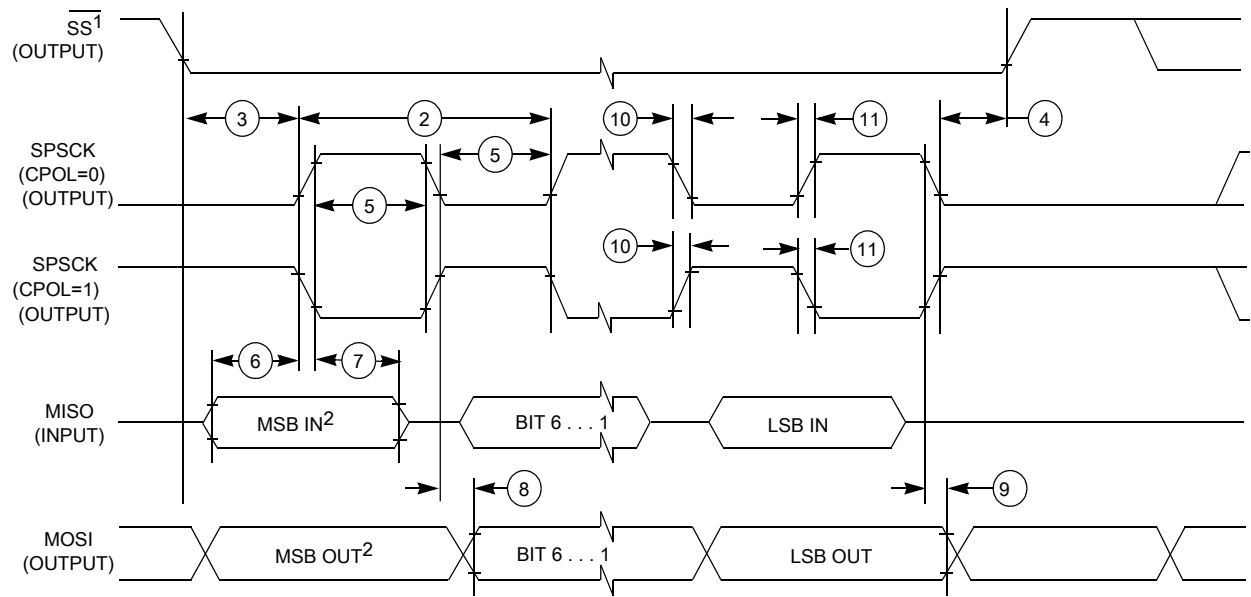 SS1
(OUTPUT)
3
2
10
11
4
SPSCK
(CPOL=0)
(OUTPUT)
5
5
SPSCK
(CPOL=1)
(OUTPUT)
10
11
6
7
MISO
(INPUT)
MSB IN2
BIT 6 . . . 1
LSB IN
8
9
MOSI
(OUTPUT)
MSB OUT2
BIT 6 . . . 1
LSB OUT